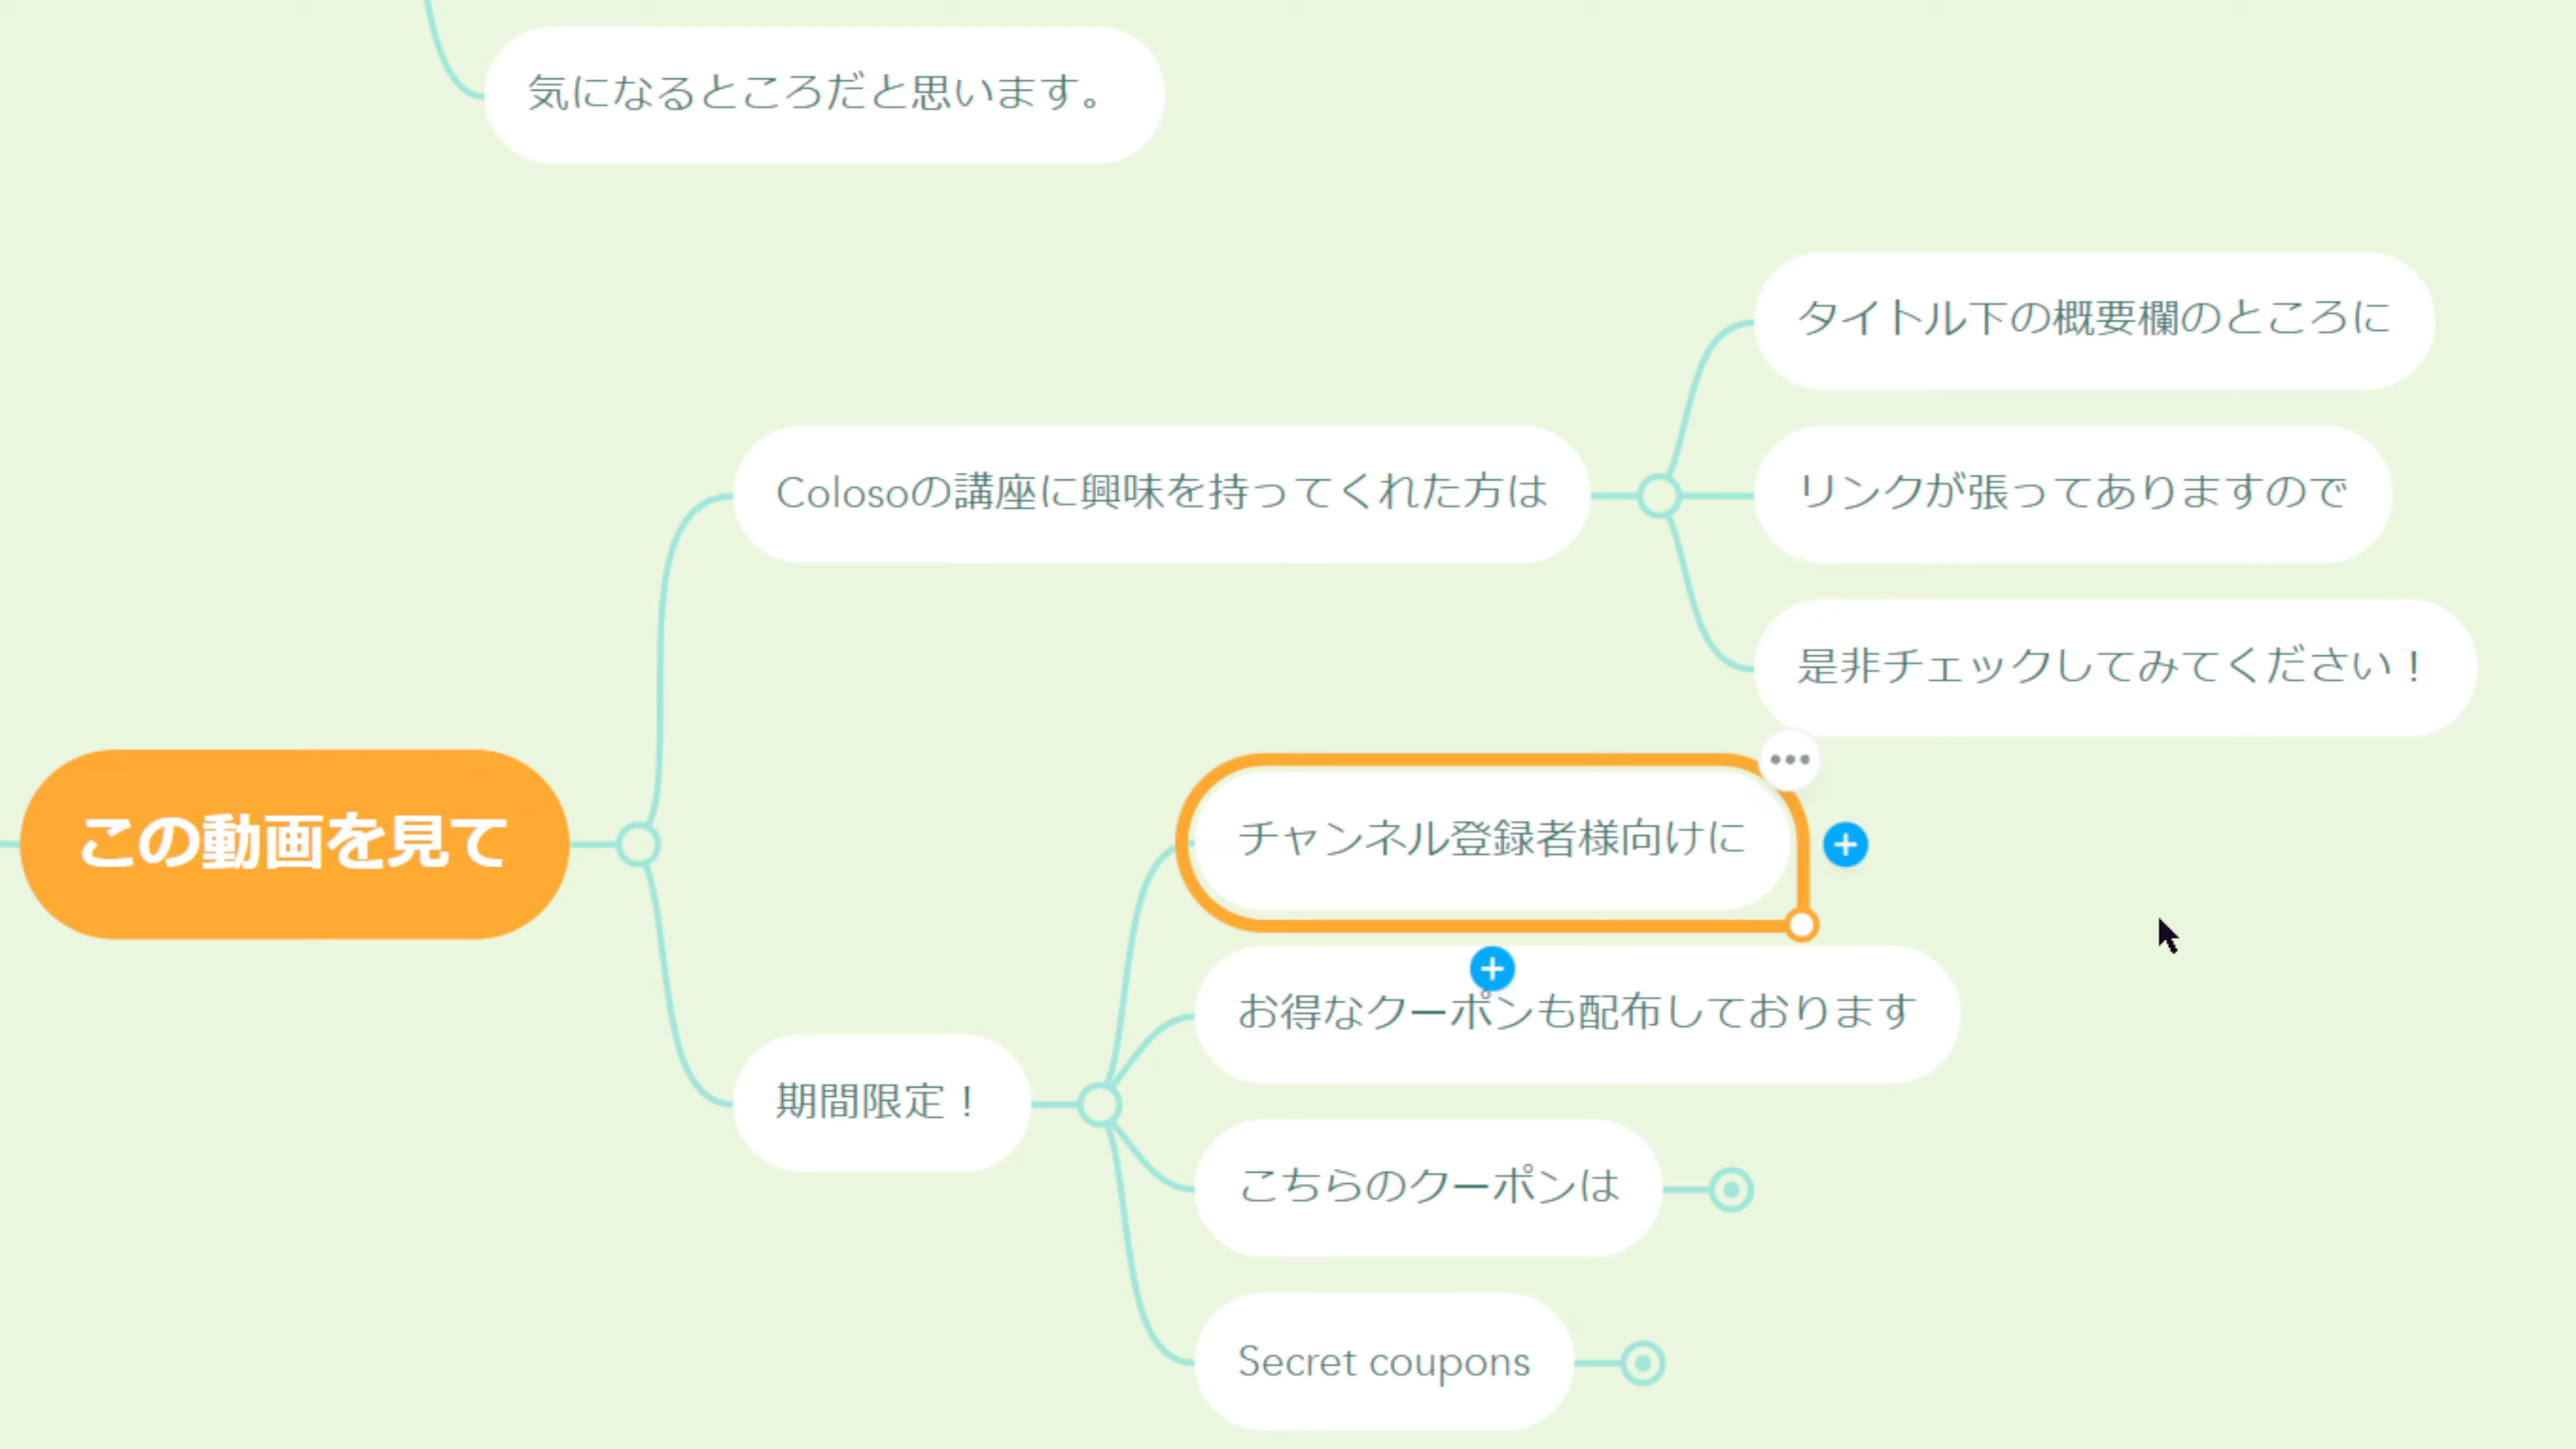 気になるところだと思います。
タイトル下の概要欄のところに
Colosoの講座に興味を持ってくれた方は
リンクが張ってありますので
是非チェックしてみてください！
この動画を見て
チャンネル登録者様向けに
お得なクーポンも配布しております
期間限定！
こちらのクーポンは
Secret coupons